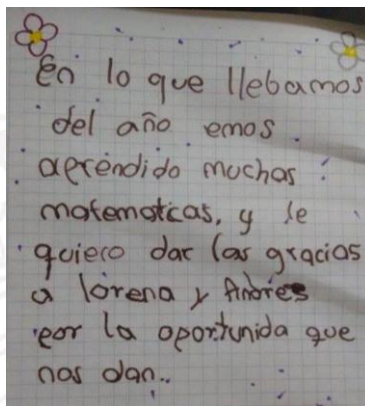 En lo que llebamos
del año emos
aprendido muchas
matematicas, y le
quiero dar las gracias
a lorena y Andres
por la oportunida que
nos dan..